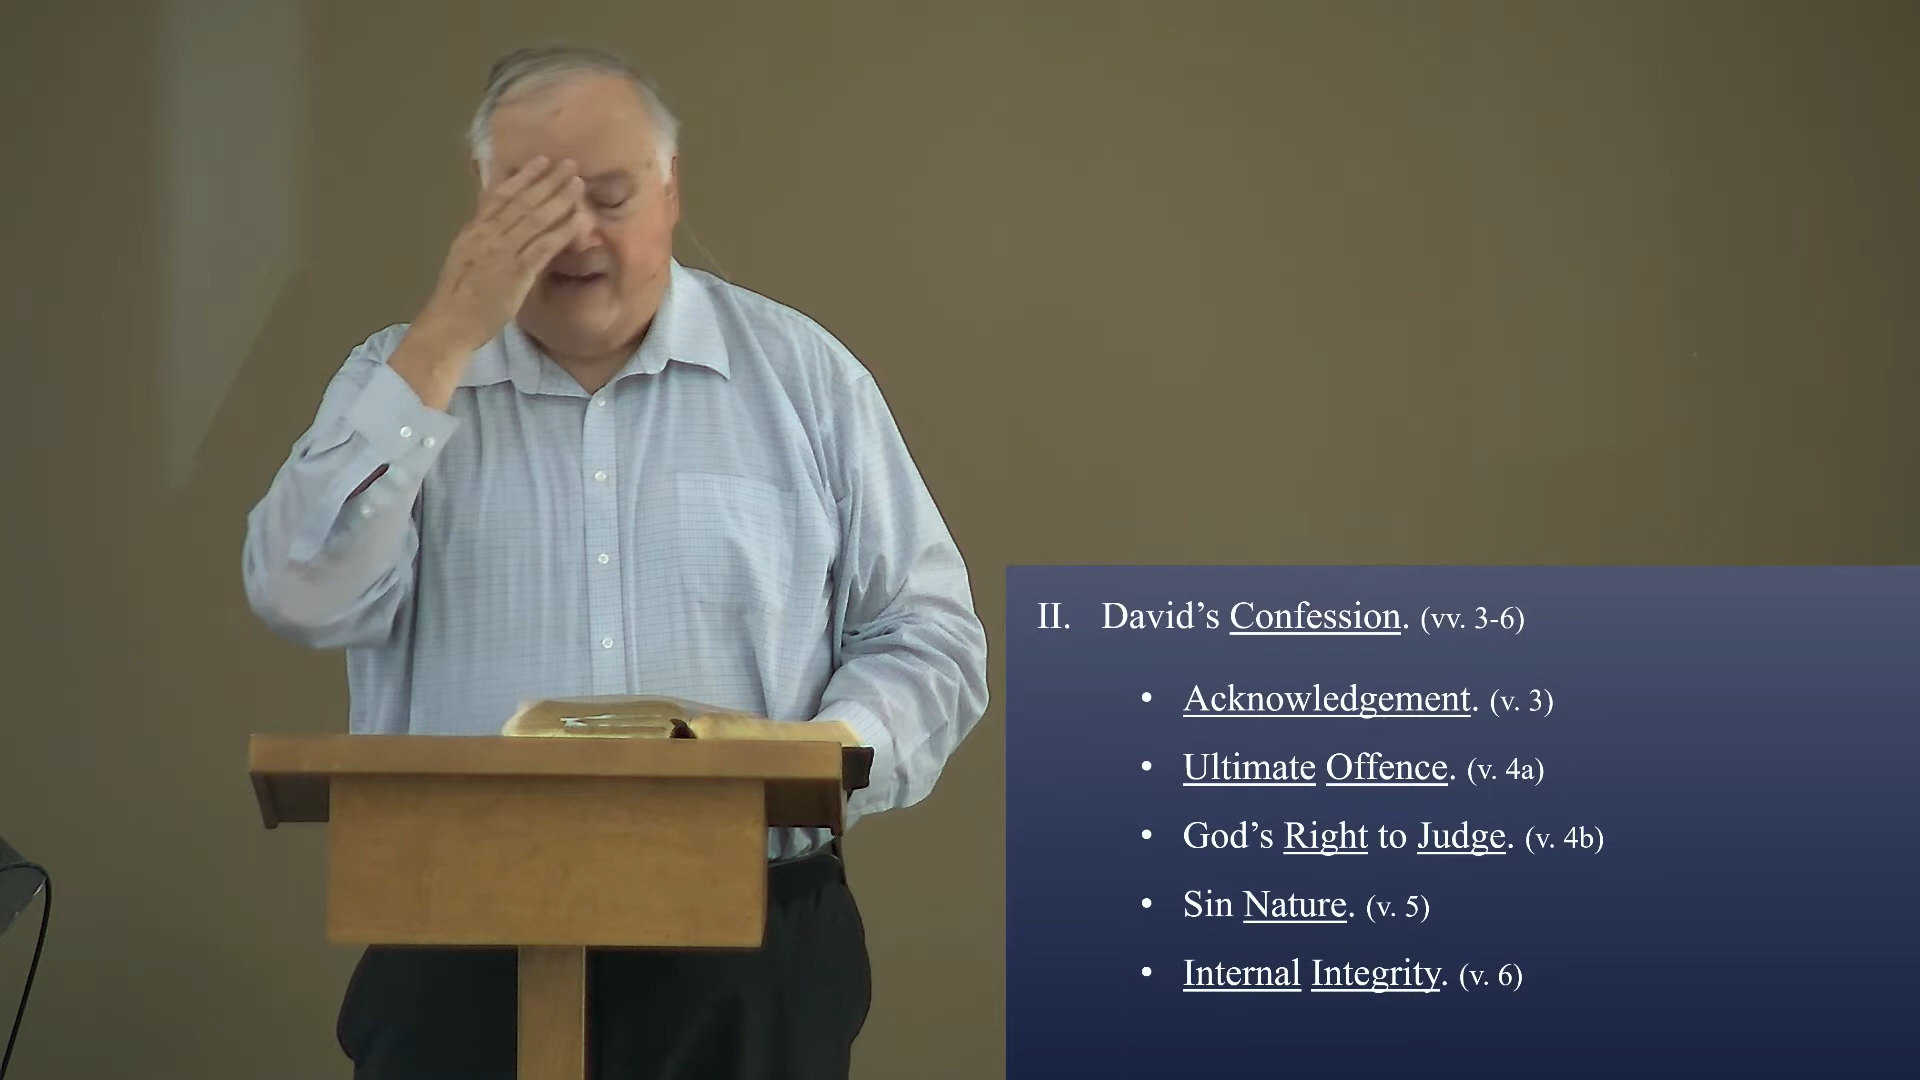 II. David’s Confession. (vv. 3-6)
• Acknowledgement. (v. 3)
• Ultimate Offence. (v. 4a)
• God’s Right to Judge. (v. 4b)
• Sin Nature. (v. 5)
• Internal Integrity. (v. 6)